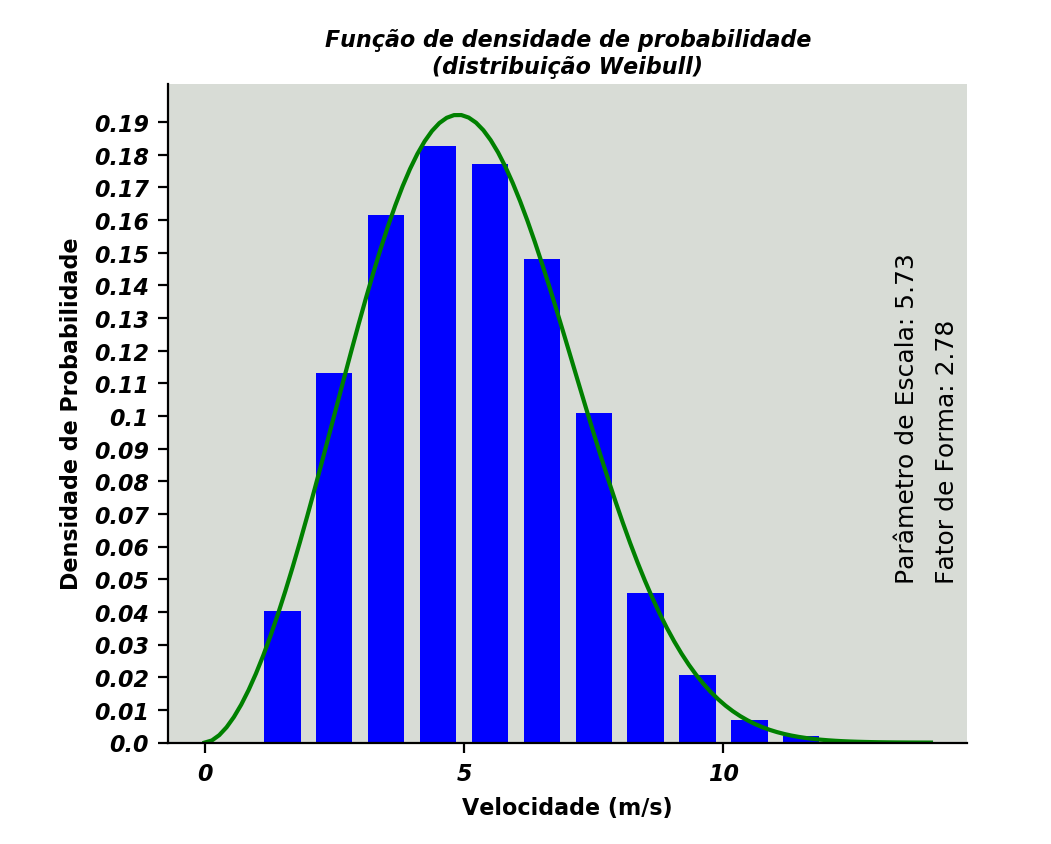 Função de densidade de probabilidade
(distribuição Weibull)
Densidade de Probabilidade
0.19
0.18
0.17
0.16
0.15
0.14
0.13
0.12
0.11
0.1
0.09
0.08
0.07
0.06
0.05
0.04
0.03
0.02
0.01
0.0
Parâmetro de Escala: 5.73
Fator de Forma: 2.78
0 5 10
Velocidade (m/s)